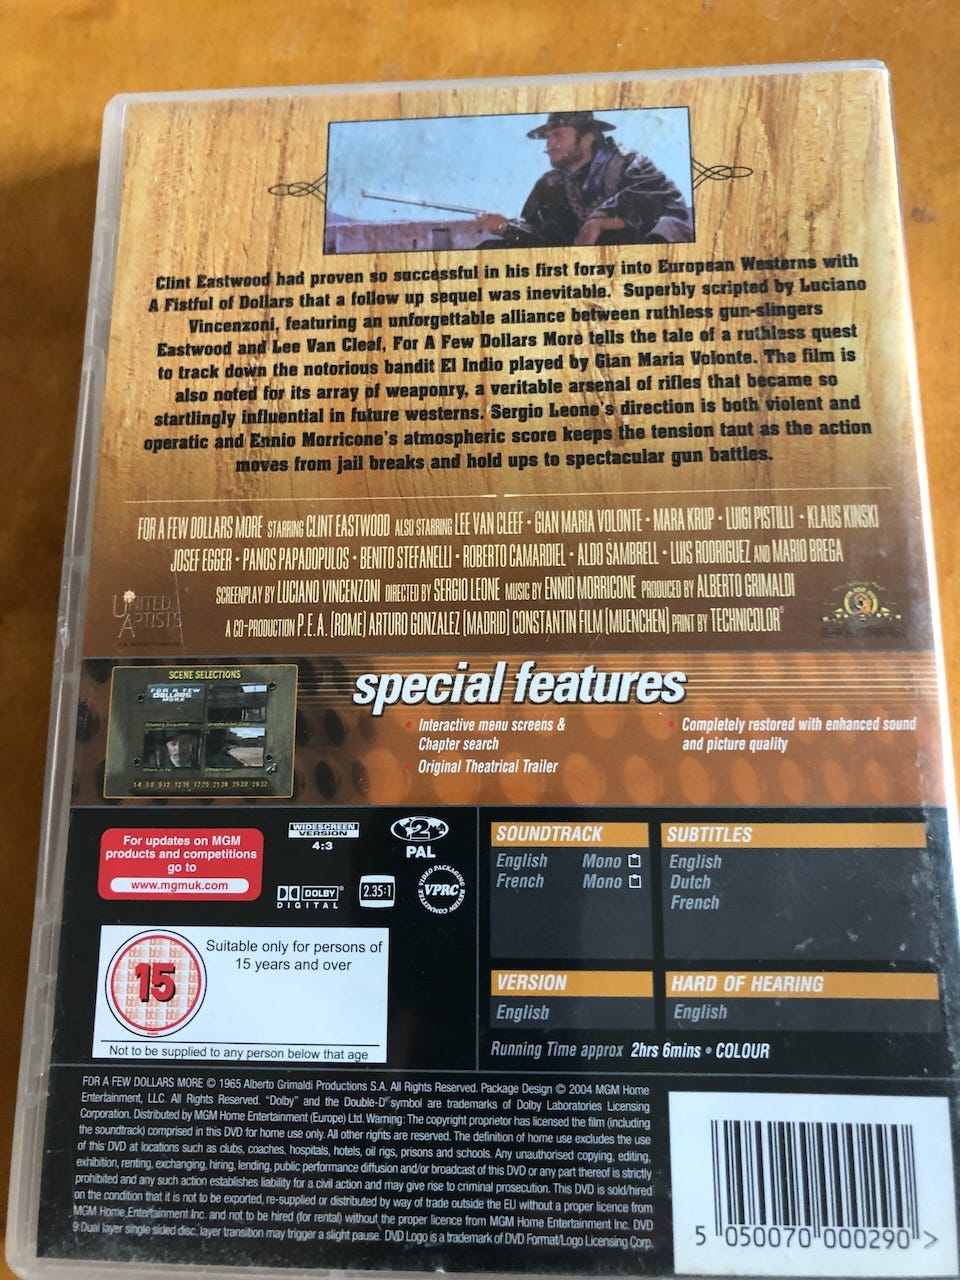 Clint Eastwood had proven so successful in his first foray into European Westerns with
A Fistful of Dollars that a follow up sequel was inevitable. Superbly scripted by Luciano
Vincenzoni, featuring an unforgettable alliance between ruthless gun-slingers
Eastwood and Lee Van Cleaf, For A Few Dollars More tells the tale of a ruthless quest
to track down the notorious bandit El Indio played by Gian Maria Volonte. The film is
also noted for its array of weaponry, a veritable arsenal of rifles that became so
startlingly influential in future westerns. Sergio Leone's direction is both violent and
operatic and Ennio Morricone's atmospheric score keeps the tension taut as the action
moves from jail breaks and hold ups to spectacular gun battles.
FOR A FEW DOLLARS MORE STARRING CLINT EASTWOOD ALSO STARRING LEE VAN CLEEF • GIAN MARIA VOLONTE • MARA KRUP • LUIGI PISTILLI • KLAUS KINSKI
JOSEF EGGER • PANOS PAPADOPULOS • BENITO STEFANELLI • ROBERTO CAMARDIEL • ALDO SAMBRELL • LUIS RODRIGUEZ AND MARIO BREGA
SCREENPLAY BY LUCIANO VINCENZONI DIRECTED BY SERGIO LEONE MUSIC BY ENNIO MORRICONE PRODUCED BY ALBERTO GRIMALDI
A CO-PRODUCTION P.E.A. (ROME) ARTURO GONZALEZ (MADRID) CONSTANTIN FILM (MUENCHEN) PRINT BY TECHNICOLOR®
UNITED
ARTISTS
SCENE SELECTIONS
FOR A FEW
DOLLARS
MORE
special features
• Interactive menu screens &
Chapter search
• Original Theatrical Trailer
• Completely restored with enhanced sound
and picture quality
For updates on MGM
products and competitions
go to
www.mgmuk.com
WIDESCREEN
VERSION
4:3
2
PAL
DOLBY
DIGITAL
2.35:1
VIDEO PACKAGING REVIEW COMMITTEE
VPRC
15
Suitable only for persons of
15 years and over
Not to be supplied to any person below that age
SOUNDTRACK
English Mono
French Mono
SUBTITLES
English
Dutch
French
VERSION
English
HARD OF HEARING
English
Running Time approx 2hrs 6mins • COLOUR
FOR A FEW DOLLARS MORE © 1965 Alberto Grimaldi Productions S.A. All Rights Reserved. Package Design © 2004 MGM Home
Entertainment, LLC. All Rights Reserved. "Dolby" and the Double-D symbol are trademarks of Dolby Laboratories Licensing
Corporation. Distributed by MGM Home Entertainment (Europe) Ltd. Warning: The copyright proprietor has licensed the film (including
the soundtrack) comprised in this DVD for home use only. All other rights are reserved. The definition of home use excludes the use
of this DVD at locations such as clubs, coaches, hospitals, hotels, oil rigs, prisons and schools. Any unauthorised copying, editing,
exhibition, renting, exchanging, hiring, lending, public performance diffusion and/or broadcast of this DVD or any part thereof is strictly
prohibited and any such action establishes liability for a civil action and may give rise to criminal prosecution. This DVD is sold/hired
on the condition that it is not to be exported, re-supplied or distributed by way of trade outside the EU without a proper licence from
MGM Home Entertainment Inc. and not to be hired (for rental) without the proper licence from MGM Home Entertainment Inc. DVD
9:Dual layer single sided disc, layer transition may trigger a slight pause. DVD Logo is a trademark of DVD Format/Logo Licensing Corp.
5 050070 000290 >